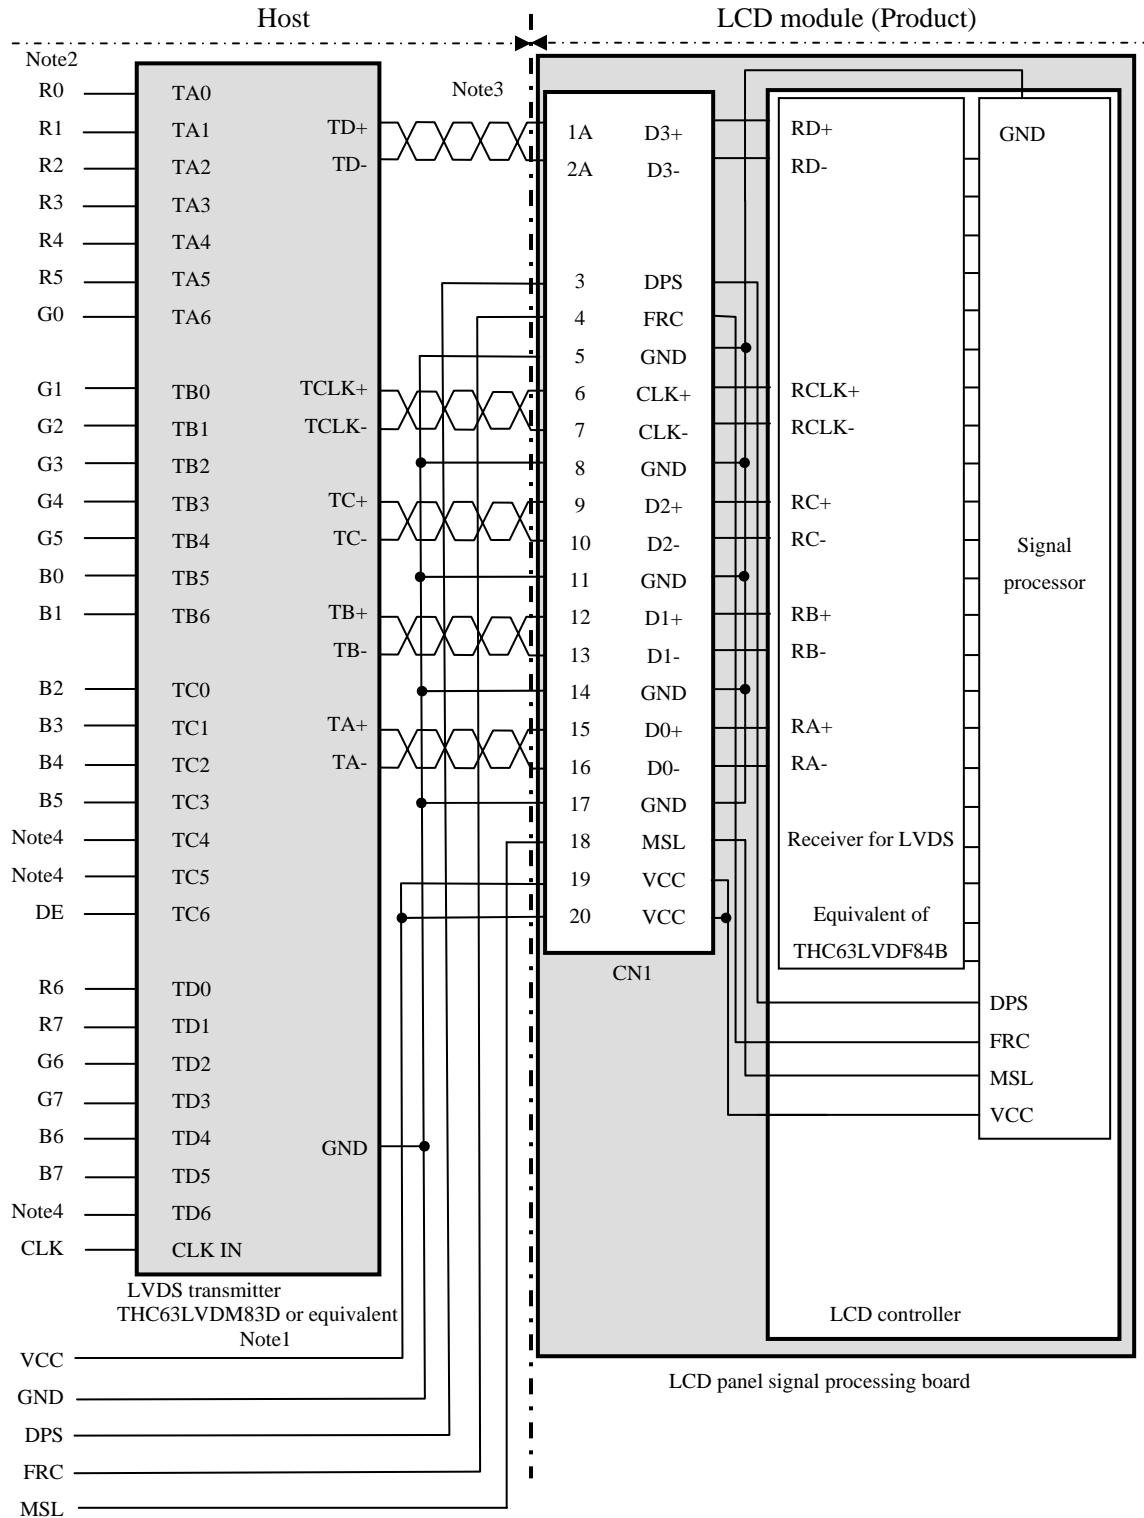 Host
LCD module (Product)
Note2
R0
R1
R2
R3
R4
R5
G0
G1
G2
G3
G4
G5
B0
B1
B2
B3
B4
B5
Note4
Note4
DE
R6
R7
G6
G7
B6
B7
Note4
CLK
VCC
GND
DPS
FRC
MSL
TA0
TA1
TA2
TA3
TA4
TA5
TA6
TB0
TB1
TB2
TB3
TB4
TB5
TB6
TC0
TC1
TC2
TC3
TC4
TC5
TC6
TD0
TD1
TD2
TD3
TD4
TD5
TD6
CLK IN
TD+
TD-
TCLK+
TCLK-
TC+
TC-
TB+
TB-
TA+
TA-
GND
LVDS transmitter
THC63LVDM83D or equivalent
Note1
Note3
1A D3+
2A D3-
3 DPS
4 FRC
5 GND
6 CLK+
7 CLK-
8 GND
9 D2+
10 D2-
11 GND
12 D1+
13 D1-
14 GND
15 D0+
16 D0-
17 GND
18 MSL
19 VCC
20 VCC
CN1
RD+
RD-
RCLK+
RCLK-
RC+
RC-
RB+
RB-
RA+
RA-
Receiver for LVDS
Equivalent of
THC63LVDF84B
GND
Signal
processor
DPS
FRC
MSL
VCC
LCD controller
LCD panel signal processing board